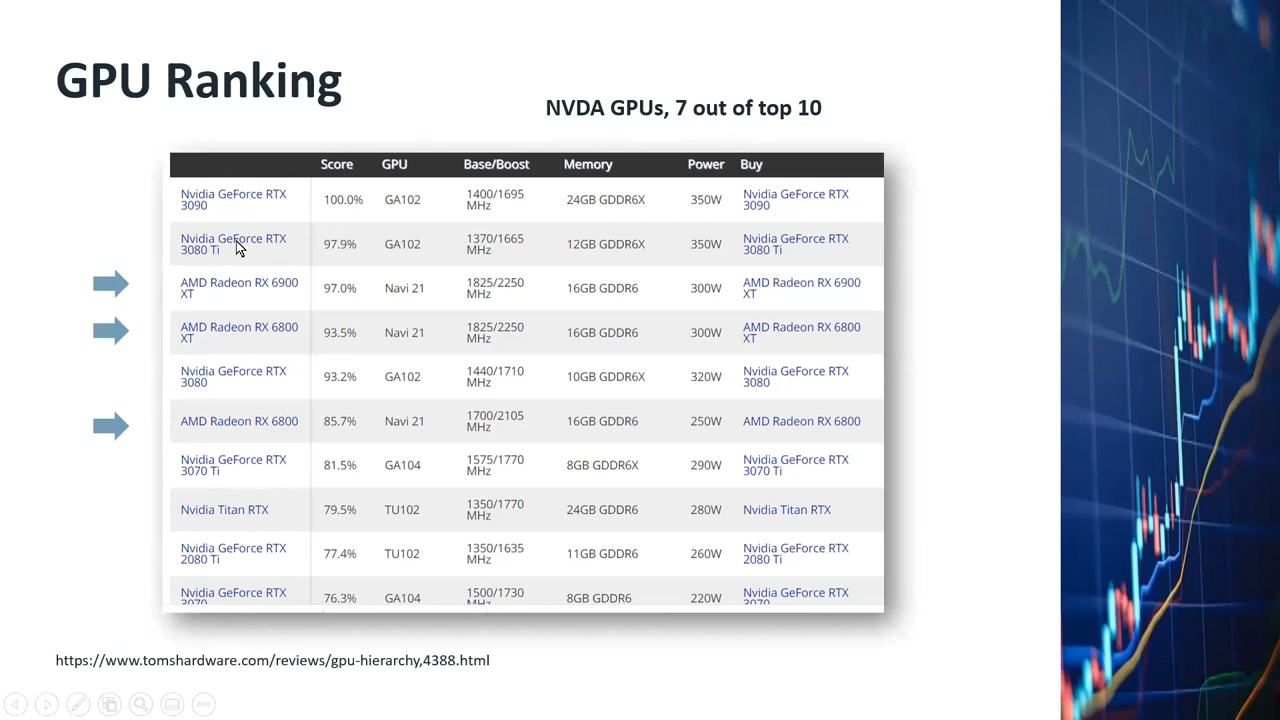 GPU Ranking
NVDA GPUs, 7 out of top 10
Score GPU Base/Boost Memory Power Buy
Nvidia GeForce RTX
3090
100.0% GA102
1400/1695
MHz
24GB GDDR6X 350W
Nvidia GeForce RTX
3090
Nvidia GeForce RTX
3080 Ti
97.9% GA102
1370/1665
MHz
12GB GDDR6X 350W
Nvidia GeForce RTX
3080 Ti
AMD Radeon RX 6900
XT
97.0% Navi 21
1825/2250
MHz
16GB GDDR6 300W
AMD Radeon RX 6900
XT
AMD Radeon RX 6800
XT
93.5% Navi 21
1825/2250
MHz
16GB GDDR6 300W
AMD Radeon RX 6800
XT
Nvidia GeForce RTX
3080
93.2% GA102
1440/1710
MHz
10GB GDDR6X 320W
Nvidia GeForce RTX
3080
AMD Radeon RX 6800
85.7% Navi 21
1700/2105
MHz
16GB GDDR6 250W
AMD Radeon RX 6800
Nvidia GeForce RTX
3070 Ti
81.5% GA104
1575/1770
MHz
8GB GDDR6X 290W
Nvidia GeForce RTX
3070 Ti
Nvidia Titan RTX
79.5% TU102
1350/1770
MHz
24GB GDDR6 280W
Nvidia Titan RTX
Nvidia GeForce RTX
2080 Ti
77.4% TU102
1350/1635
MHz
11GB GDDR6 260W
Nvidia GeForce RTX
2080 Ti
Nvidia GeForce RTX
3070
76.3% GA104
1500/1730
MHz
8GB GDDR6 220W
Nvidia GeForce RTX
3070
https://www.tomshardware.com/reviews/gpu-hierarchy,4388.html